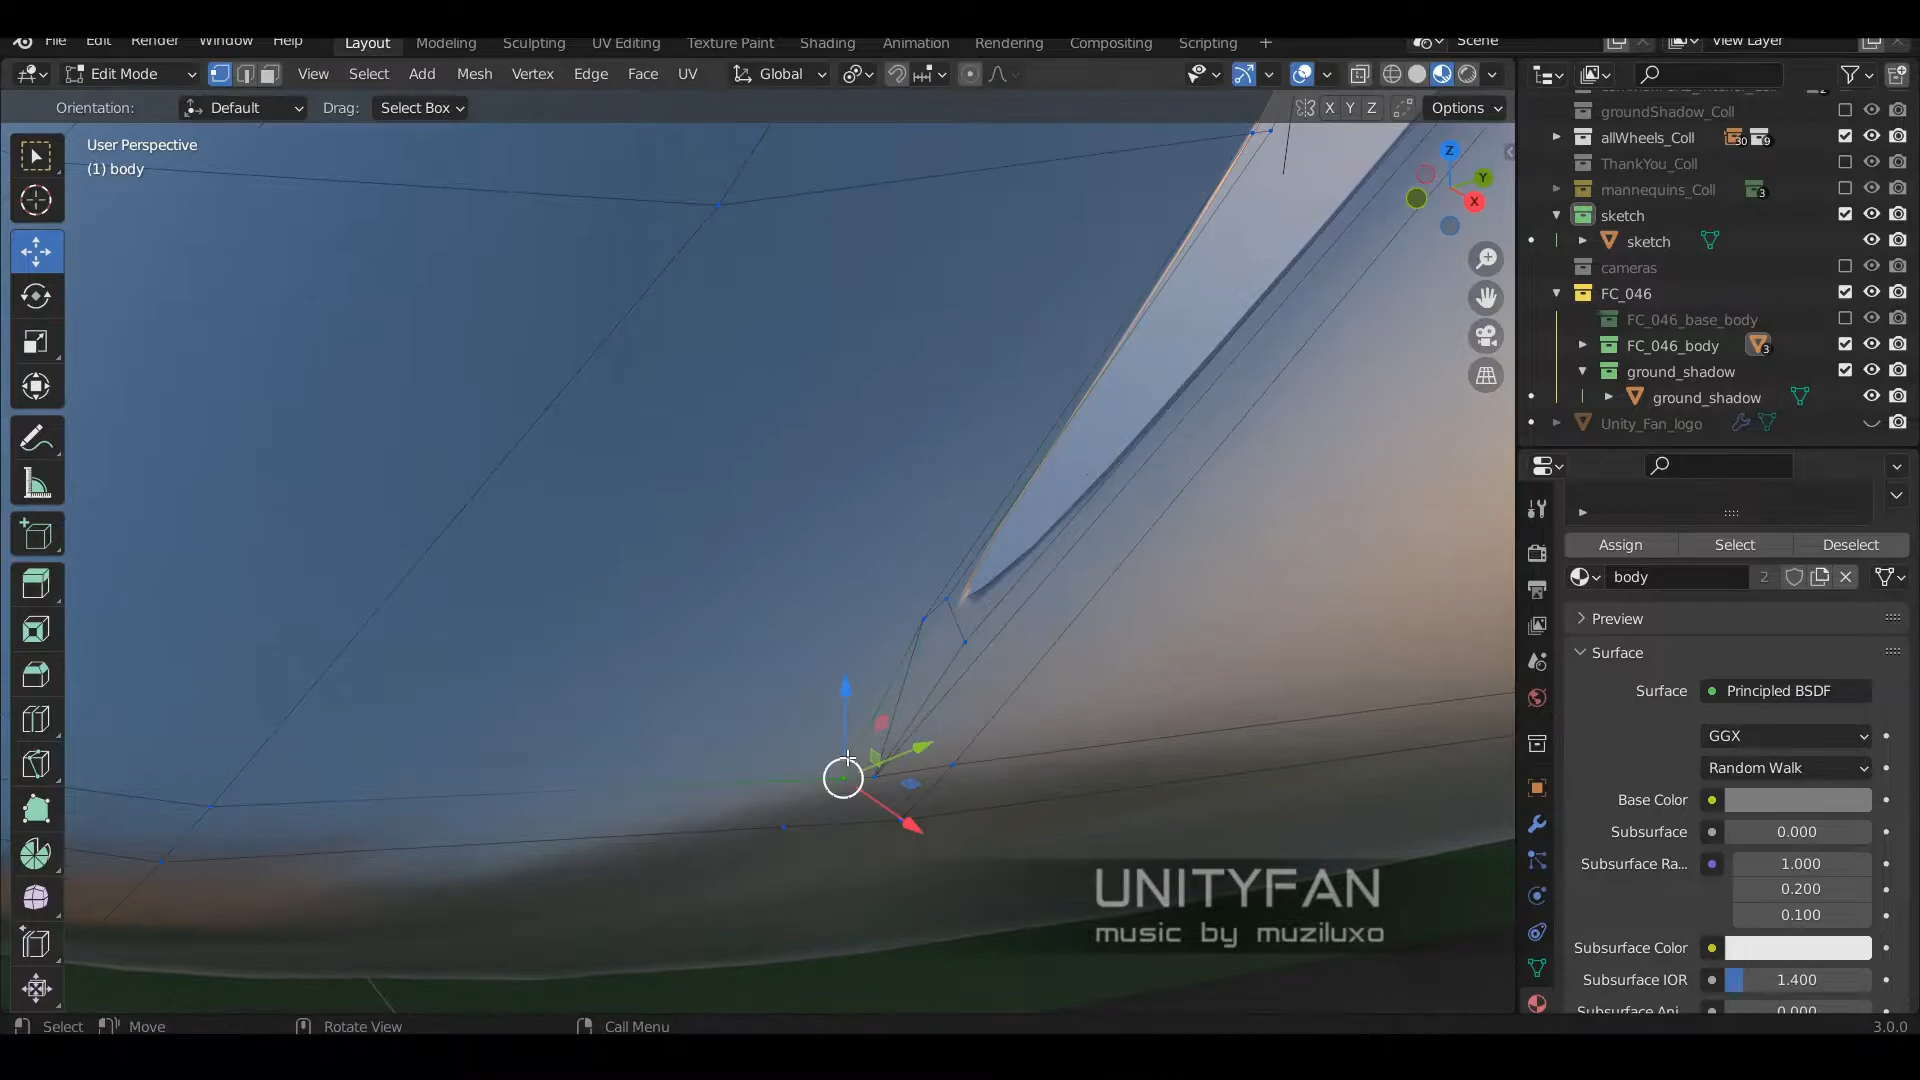 File Edit Render Window Help Layout Modeling Sculpting UV Editing Texture Paint Shading Animation Rendering Compositing Scripting + Scene View Layer
Edit Mode View Select Add Mesh Vertex Edge Face UV Global
Orientation: Default Drag: Select Box X Y Z Options
User Perspective
(1) body
Z
Y
X
groundShadow_Coll
allWheels_Coll 30 9
ThankYou_Coll
mannequins_Coll 3
sketch
sketch
cameras
FC_046
FC_046_base_body
FC_046_body 3
ground_shadow
ground_shadow
Unity_Fan_logo
Assign Select Deselect
body 2
Preview
Surface
Surface Principled BSDF
GGX
Random Walk
Base Color
Subsurface 0.000
Subsurface Ra... 1.000
0.200
0.100
Subsurface Color
Subsurface IOR 1.400
Subsurface Ani... 0.000
UNITYFAN
music by muziluxo
Select Move Rotate View Call Menu 3.0.0